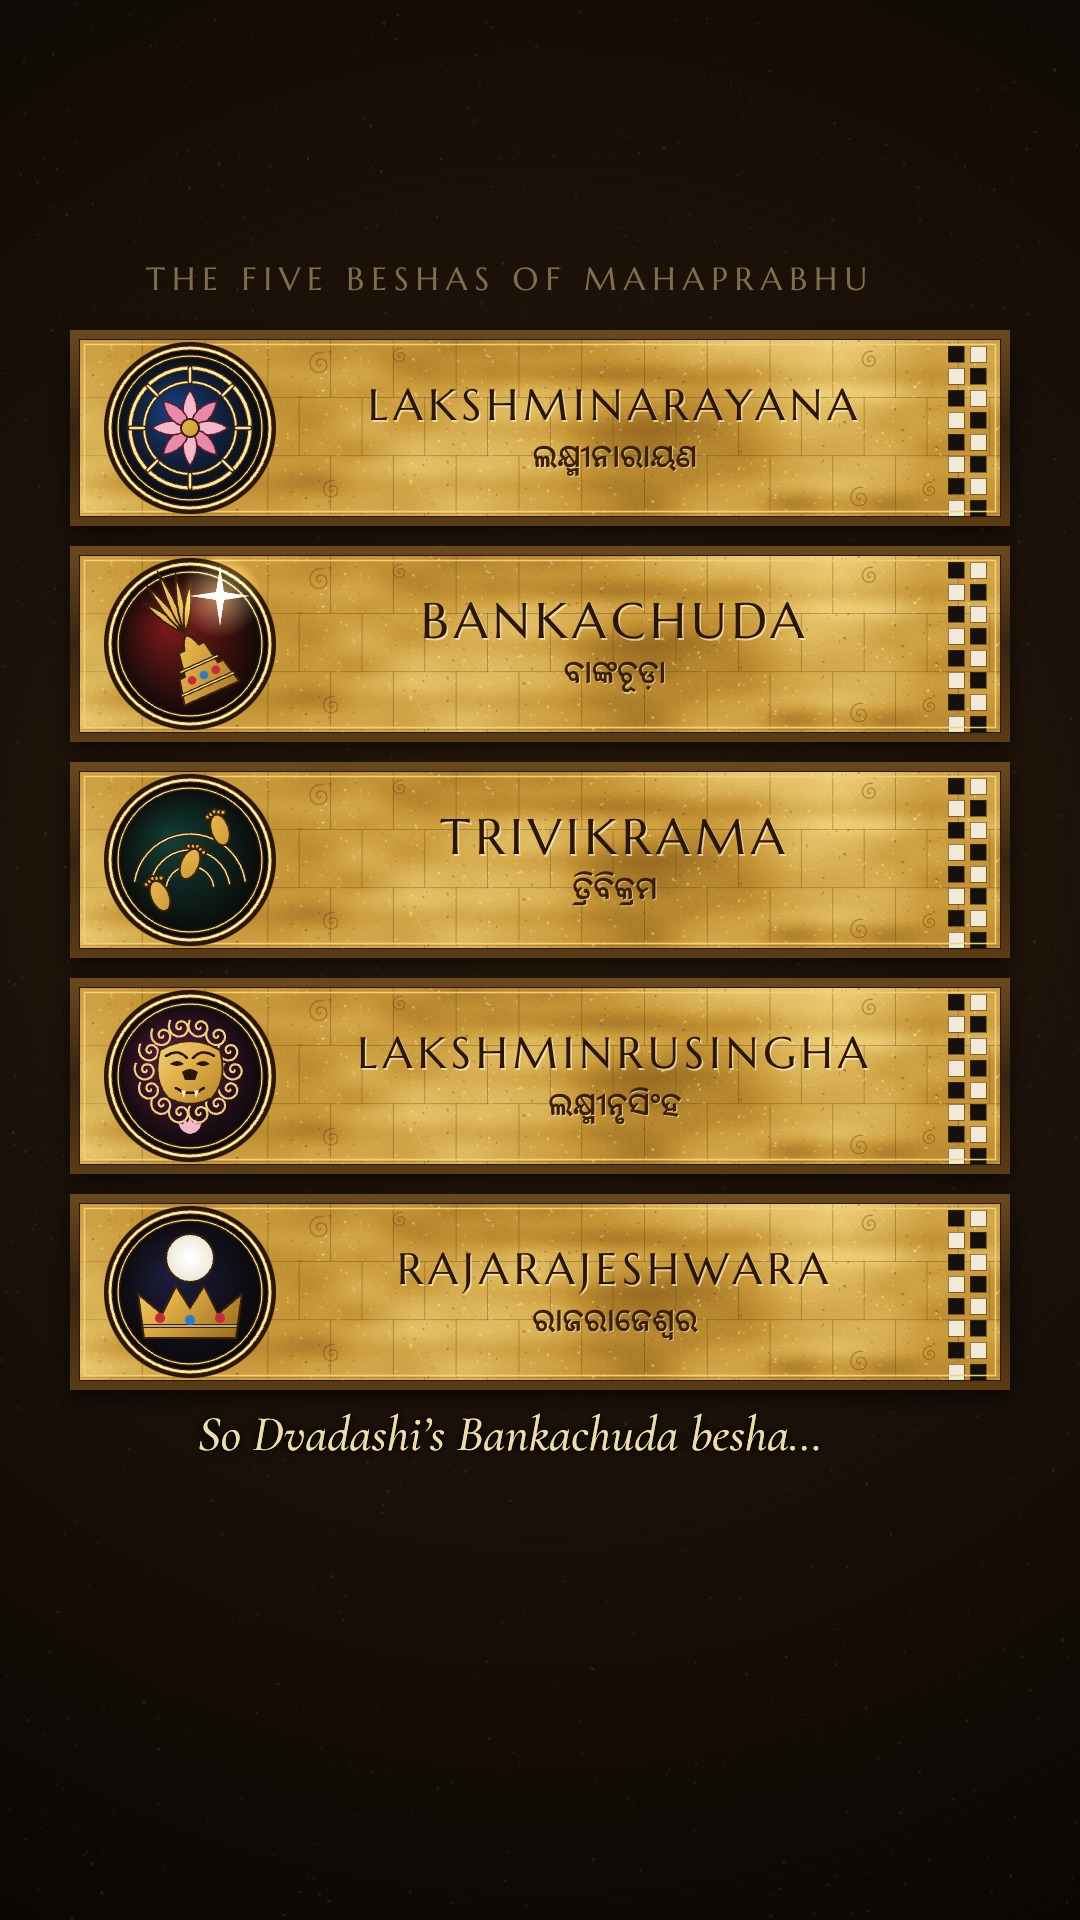 THE FIVE BESHAS OF MAHAPRABHU
LAKSHMINARAYANA
ଲକ୍ଷ୍ମୀନାରାୟଣ
BANKACHUDA
ବାଙ୍କଚୂଡ଼ା
TRIVIKRAMA
ତ୍ରିବିକ୍ରମ
LAKSHMINRUSINGHA
ଲକ୍ଷ୍ମୀନୃସିଂହ
RAJARAJESHWARA
ରାଜରାଜେଶ୍ୱର
So Dvadashi’s Bankachuda besha...